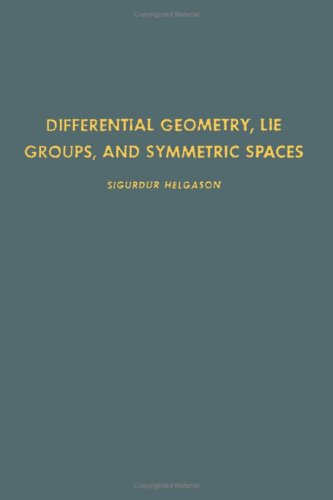 DIFFERENTIAL GEOMETRY, LIE
GROUPS, AND SYMMETRIC SPACES
SIGURDUR HELGASON